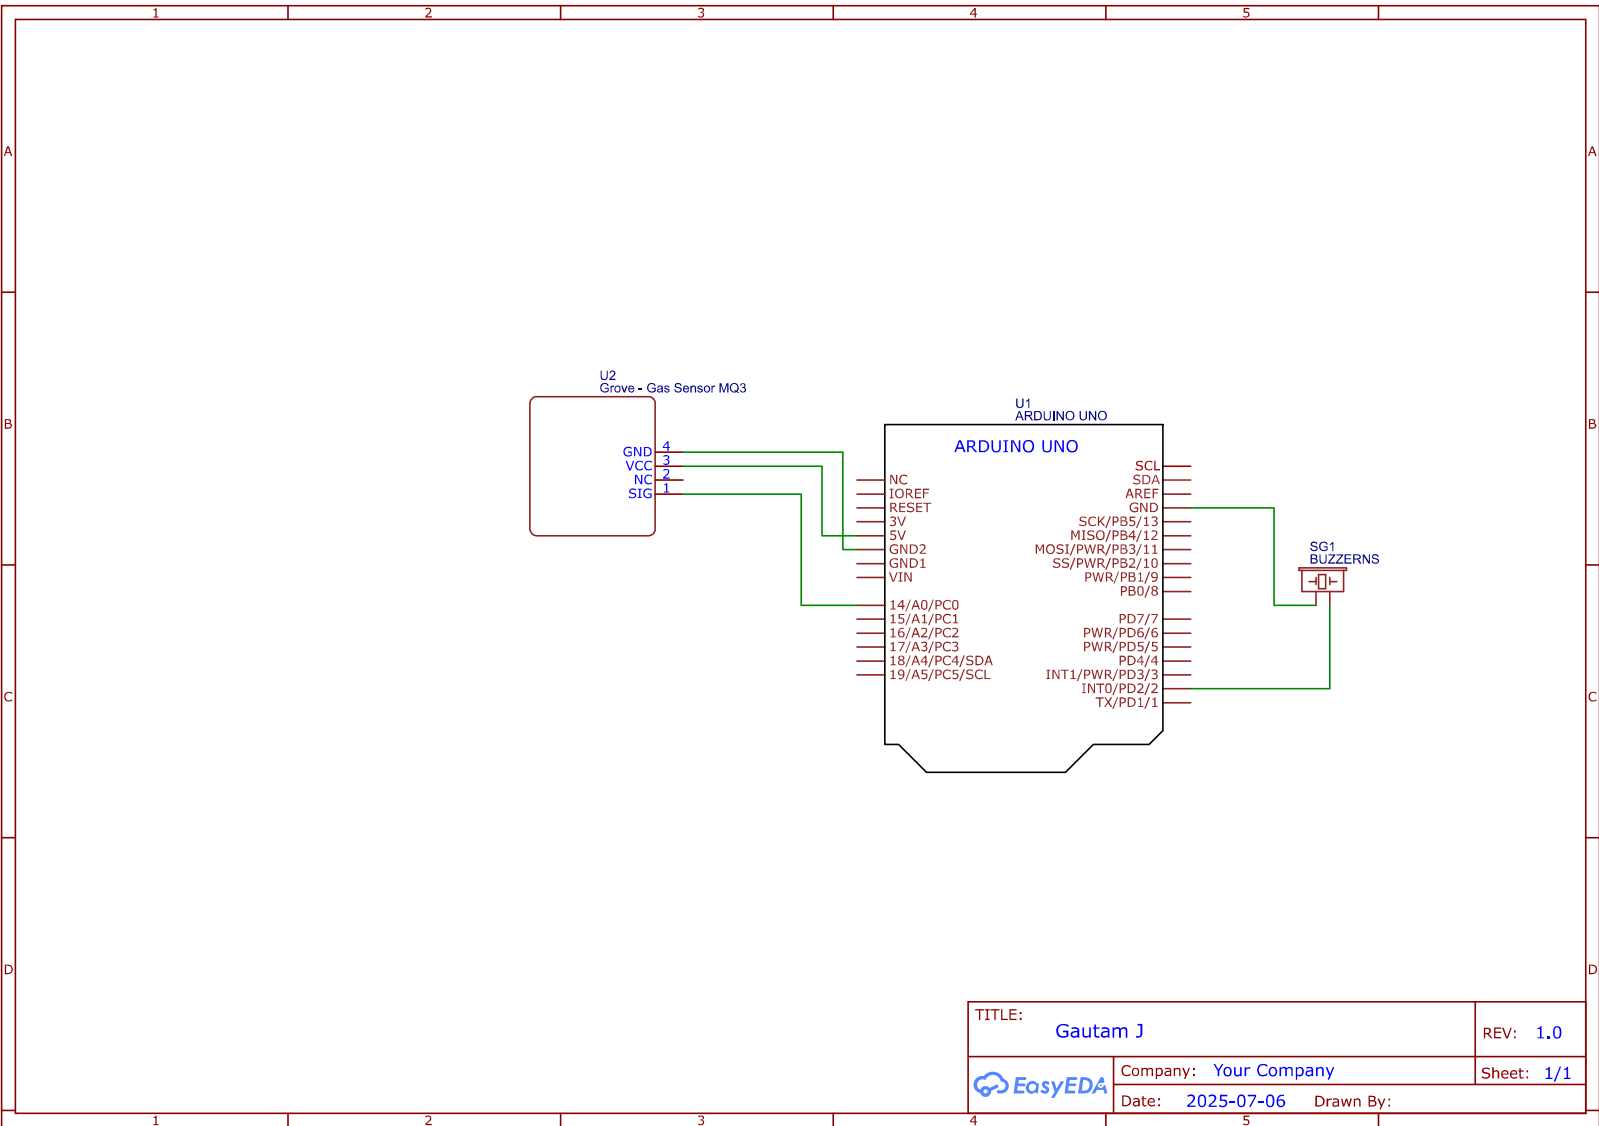 1 2 3 4 5
A A
U2
Grove - Gas Sensor MQ3
GND 4
VCC 3
NC 2
SIG 1
U1
ARDUINO UNO
ARDUINO UNO
NC
IOREF
RESET
3V
5V
GND2
GND1
VIN
14/A0/PC0
15/A1/PC1
16/A2/PC2
17/A3/PC3
18/A4/PC4/SDA
19/A5/PC5/SCL
SCL
SDA
AREF
GND
SCK/PB5/13
MISO/PB4/12
MOSI/PWR/PB3/11
SS/PWR/PB2/10
PWR/PB1/9
PB0/8
PD7/7
PWR/PD6/6
PWR/PD5/5
PD4/4
INT1/PWR/PD3/3
INT0/PD2/2
TX/PD1/1
SG1
BUZZERNS
B B
C C
D D
TITLE:
Gautam J
REV: 1.0
EasyEDA
Company: Your Company
Sheet: 1/1
Date: 2025-07-06 Drawn By:
1 2 3 4 5